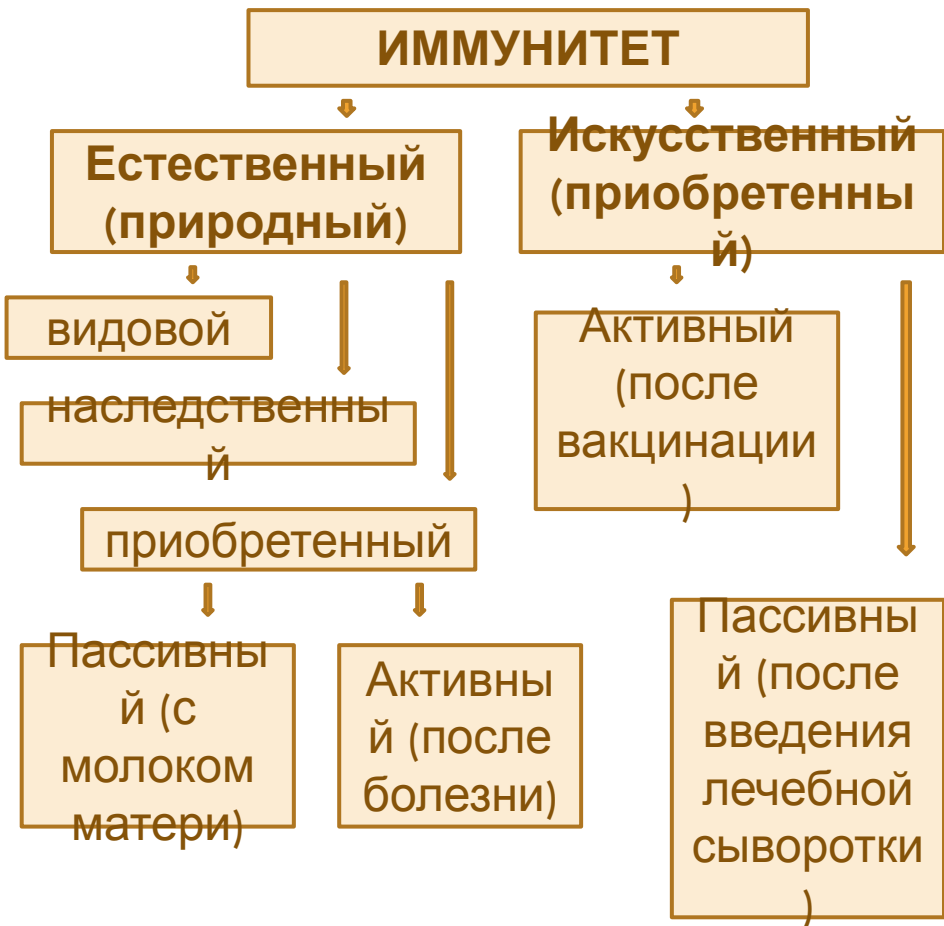 ИММУНИТЕТ
Естественный
(природный)
Искусственный
(приобретенны
й)
видовой
наследственны
й
приобретенный
Пассивны
й (с
молоком
матери)
Активны
й (после
болезни)
Активный
(после
вакцинации
)
Пассивны
й (после
введения
лечебной
сыворотки
)